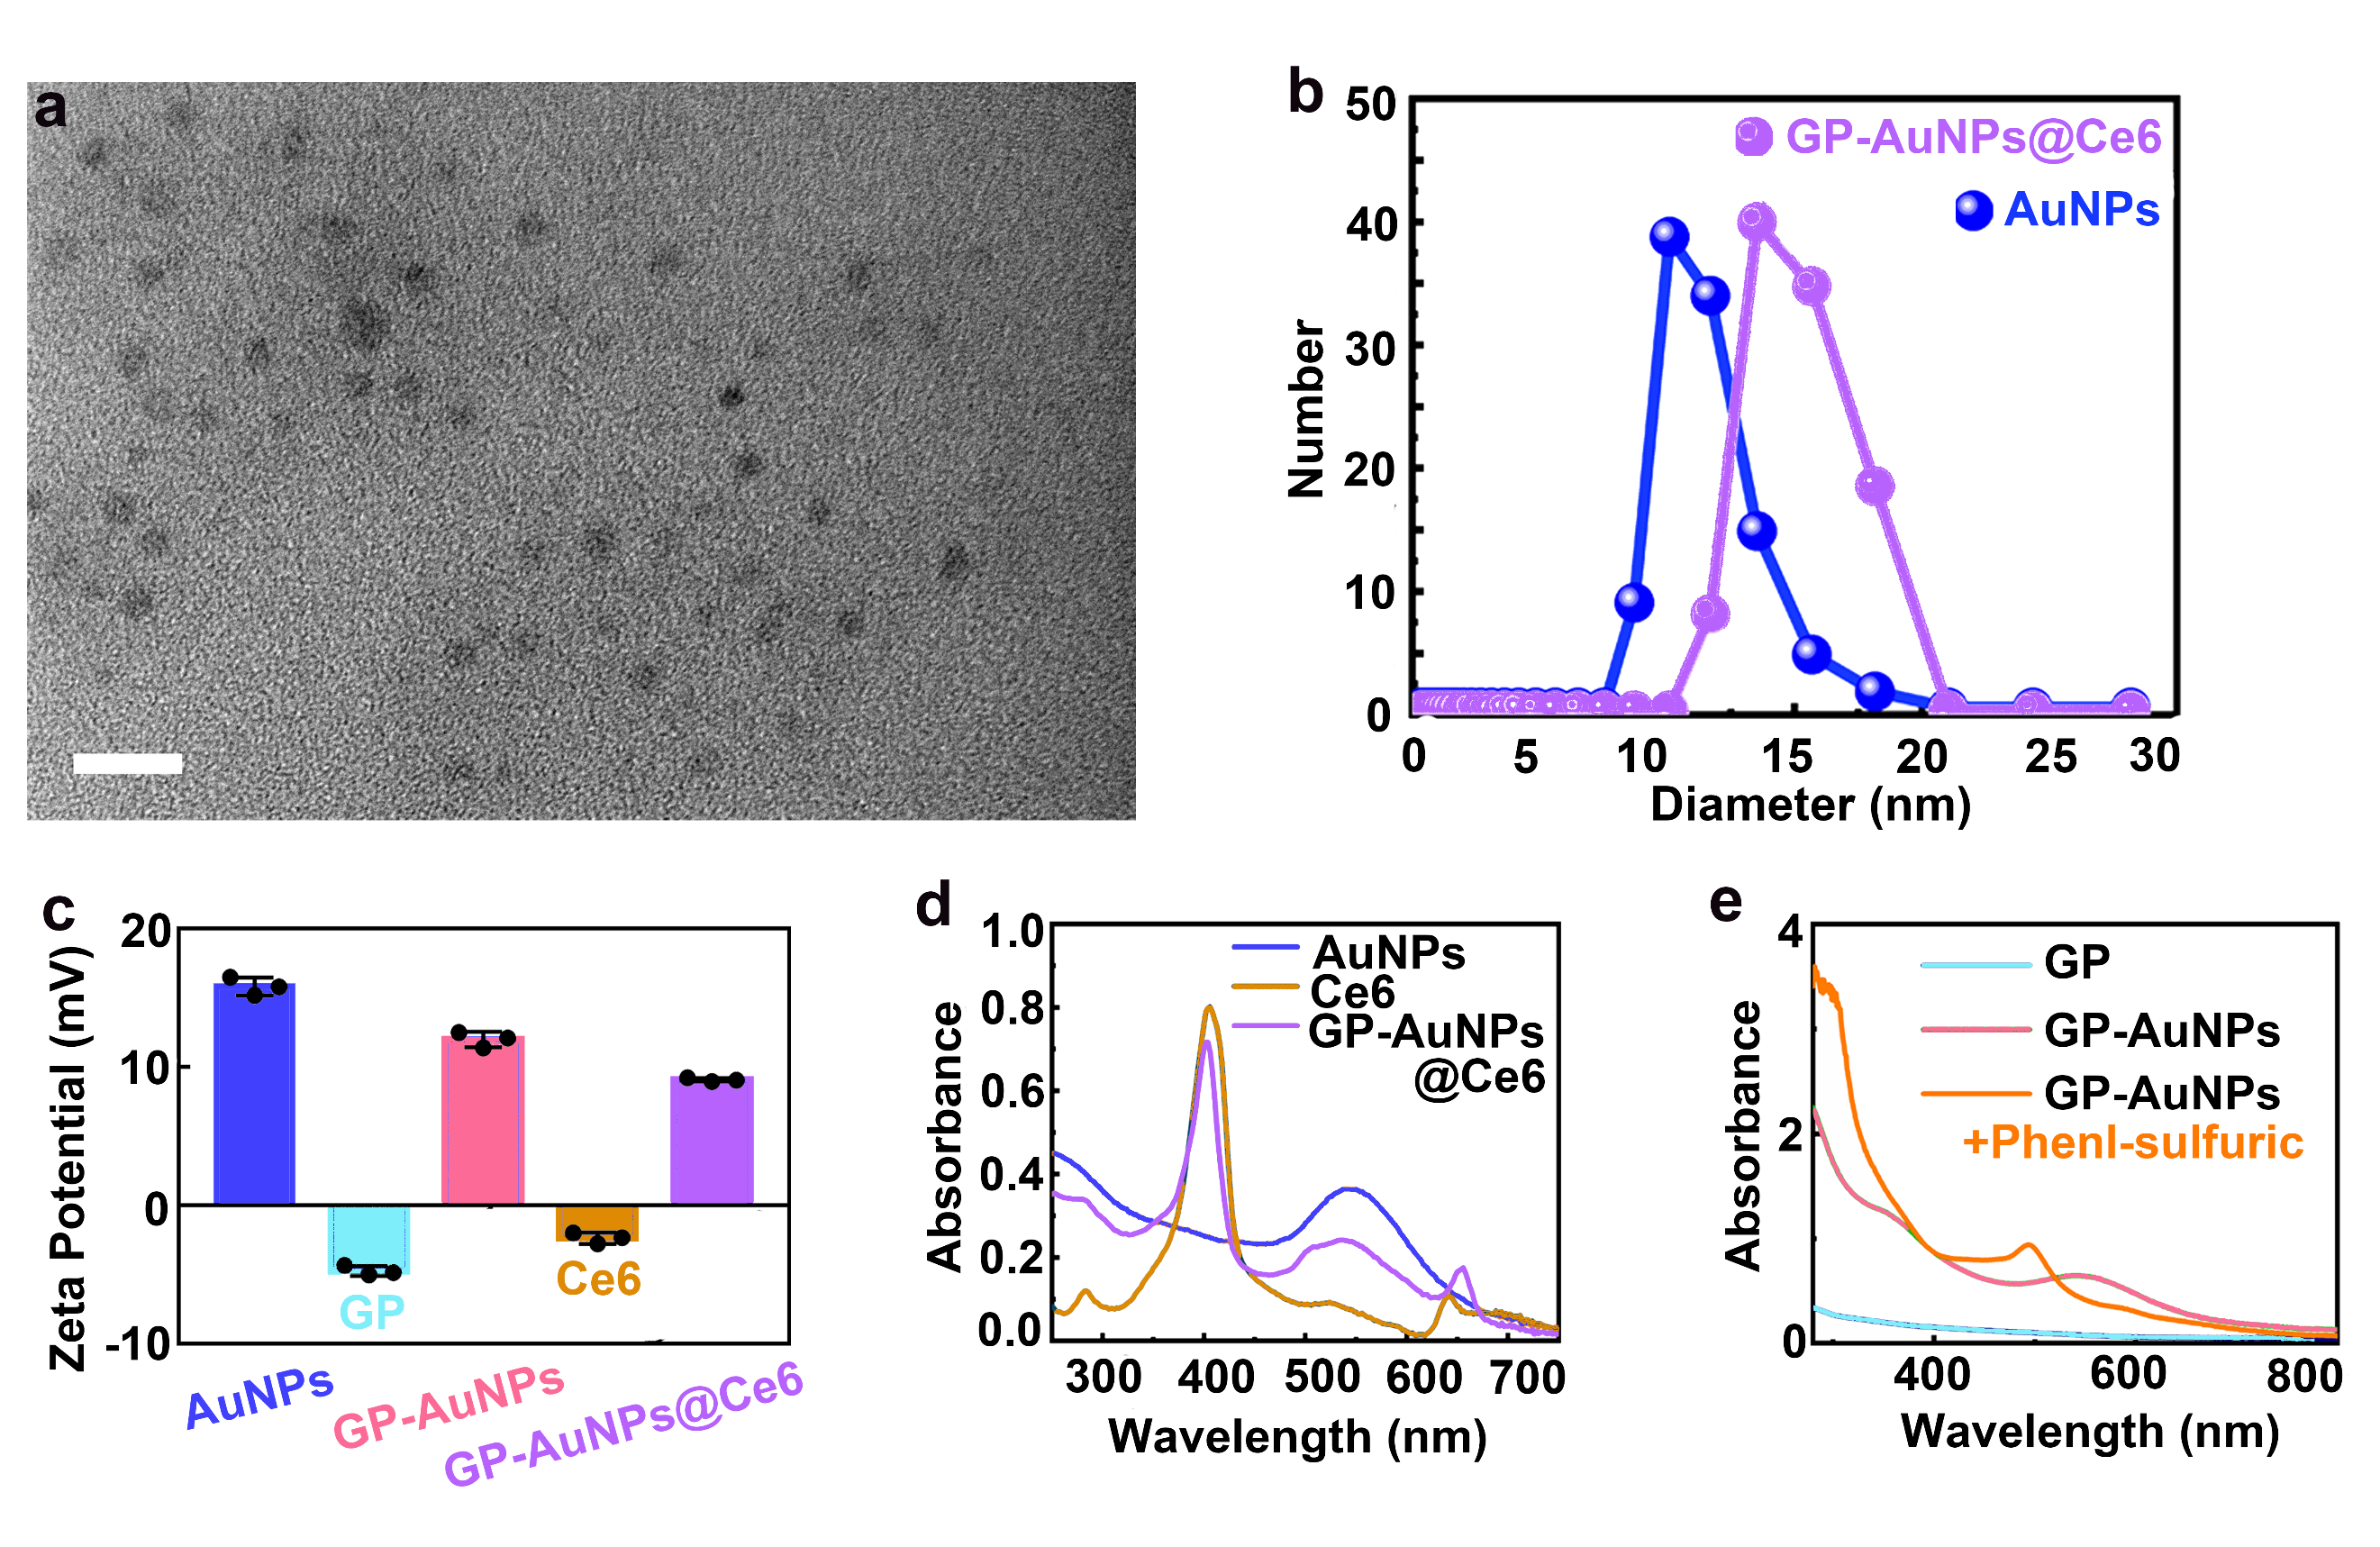 a
b
50
40
30
20
10
0
Number
GP-AuNPs@Ce6
AuNPs
0 5 10 15 20 25 30
Diameter (nm)
c
20
10
0
-10
Zeta Potential (mV)
GP
Ce6
AuNPs
GP-AuNPs
GP-AuNPs@Ce6
d
1.0
0.8
0.6
0.4
0.2
0.0
Absorbance
AuNPs
Ce6
GP-AuNPs
@Ce6
300 400 500 600 700
Wavelength (nm)
e
4
2
0
Absorbance
GP
GP-AuNPs
GP-AuNPs
+Phenl-sulfuric
400 600 800
Wavelength (nm)